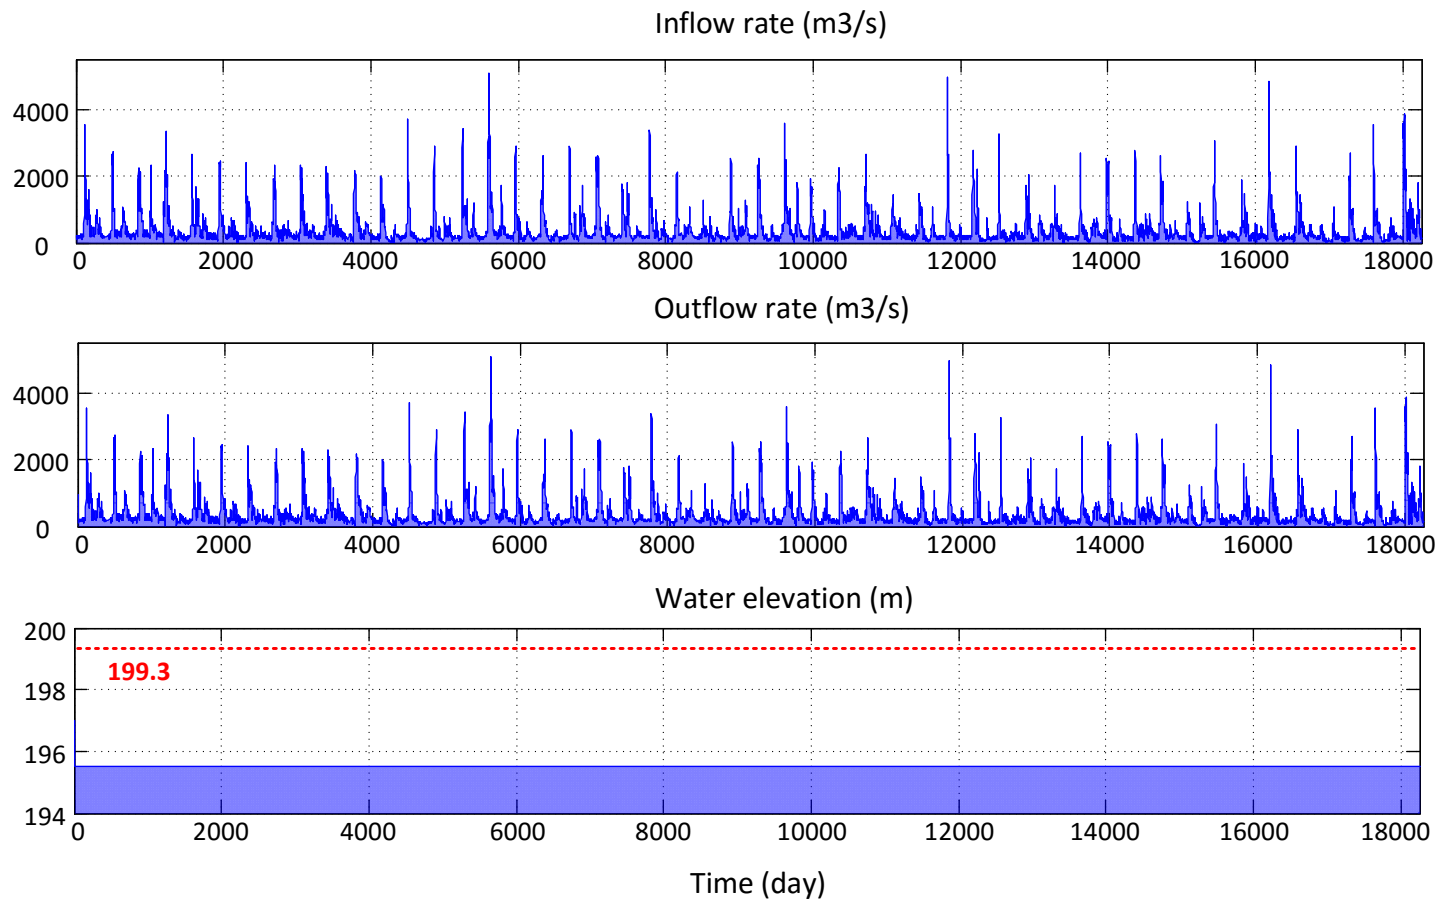 Inflow rate (m3/s)
4000
2000
0
0 2000 4000 6000 8000 10000 12000 14000 16000 18000
Outflow rate (m3/s)
4000
2000
0
0 2000 4000 6000 8000 10000 12000 14000 16000 18000
Water elevation (m)
200
199.3
198
196
194
0 2000 4000 6000 8000 10000 12000 14000 16000 18000
Time (day)